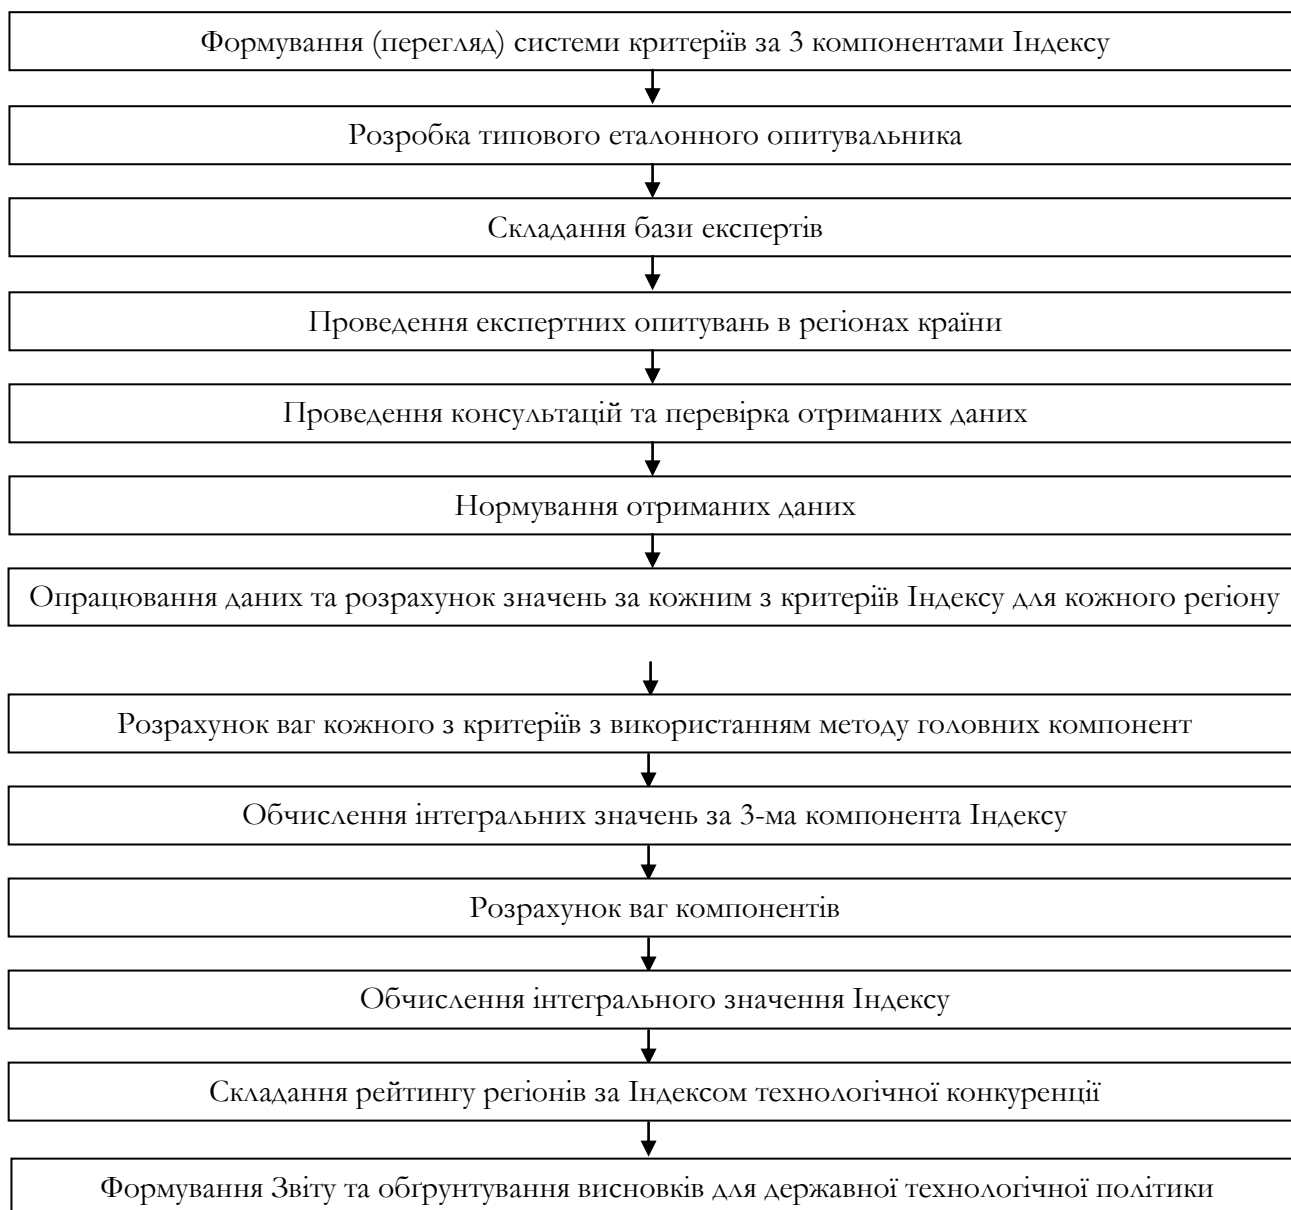 Формування (перегляд) системи критеріїв за 3 компонентами Індексу
Розробка типового еталонного опитувальника
Складання бази експертів
Проведення експертних опитувань в регіонах країни
Проведення консультацій та перевірка отриманих даних
Нормування отриманих даних
Опрацювання даних та розрахунок значень за кожним з критеріїв Індексу для кожного регіону
Розрахунок ваг кожного з критеріїв з використанням методу головних компонент
Обчислення інтегральних значень за 3-ма компонента Індексу
Розрахунок ваг компонентів
Обчислення інтегрального значення Індексу
Складання рейтингу регіонів за Індексом технологічної конкуренції
Формування Звіту та обґрунтування висновків для державної технологічної політики